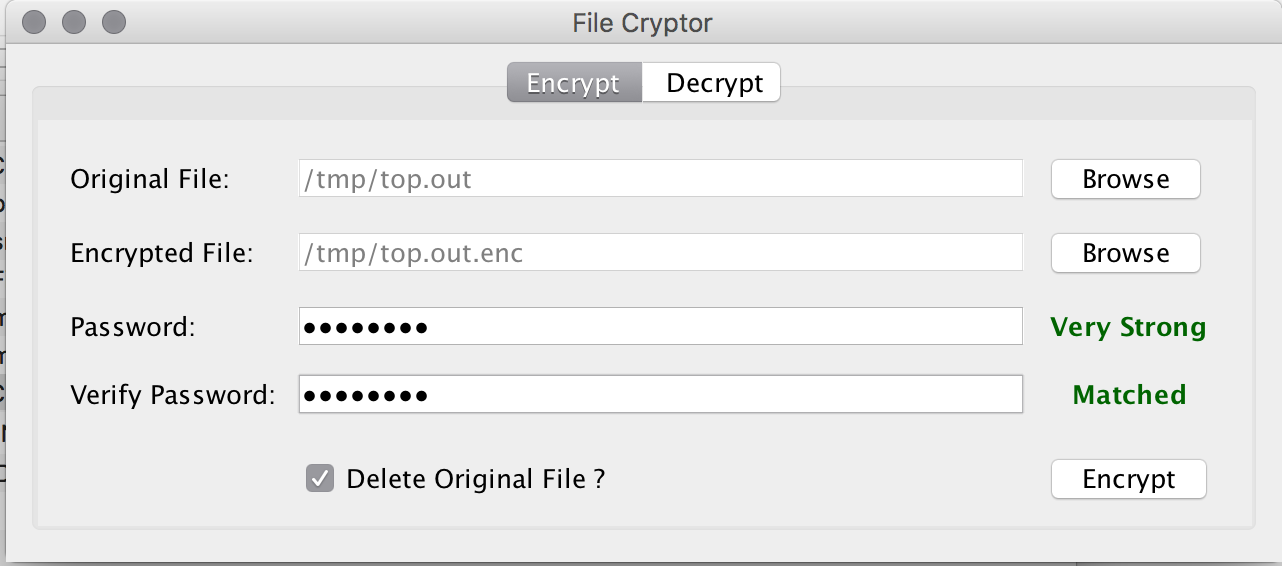 File Cryptor
Encrypt Decrypt
Original File: /tmp/top.out Browse
Encrypted File: /tmp/top.out.enc Browse
Password: •••••••• Very Strong
Verify Password: •••••••• Matched
Delete Original File ? Encrypt